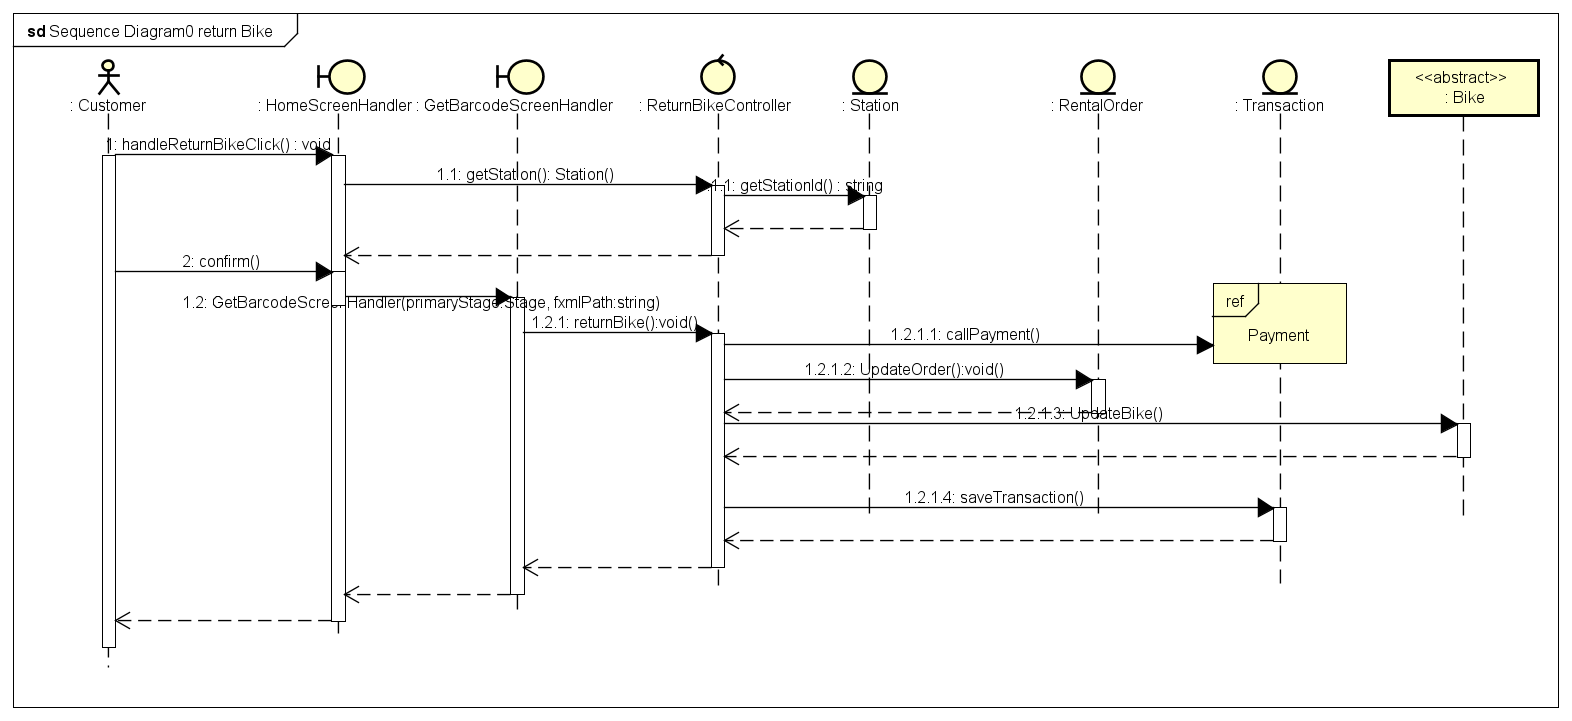 sd Sequence Diagram0 return Bike
<<abstract>>
: Customer
: HomeScreenHandler
: GetBarcodeScreenHandler
: ReturnBikeController
: Station
: RentalOrder
: Transaction
: Bike
1: handleReturnBikeClick() : void
1.1: getStation(): Station()
1.1: getStationId() : string
2: confirm()
1.2: GetBarcodeScreenHandler(primaryStage:Stage, fxmlPath:string)
ref
1.2.1: returnBike():void()
1.2.1.1: callPayment()
Payment
1.2.1.2: UpdateOrder():void()
1.2.1.3: UpdateBike()
1.2.1.4: saveTransaction()